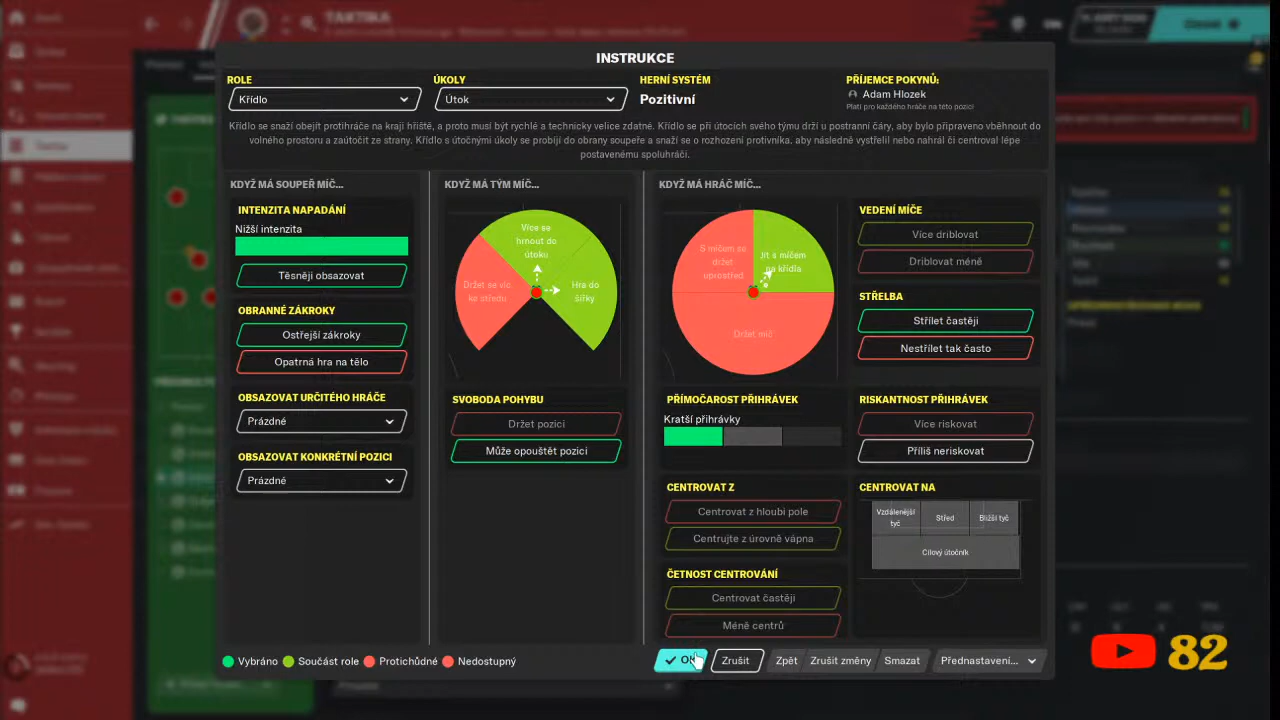 TAKTIKA
INSTRUKCE
ROLE
ÚKOLY
HERNÍ SYSTÉM
PŘÍJEMCE POKYNŮ:
Křídlo
Útok
Pozitivní
Adam Hlozek
Platí pro každého hráče na této pozici
Křídlo se snaží obejít protihráče na kraji hřiště, a proto musí být rychlé a technicky velice zdatné. Křídlo se při útocích svého týmu drží u postranní čáry, aby bylo připraveno vběhnout do
volného prostoru a zaútočit ze strany. Křídlo s útočnými úkoly se probíjí do obrany soupeře a snaží se o rozhození protivníka, aby následně vystřelil nebo nahrál či centroval lépe
postavenému spoluhráči.
KDYŽ MÁ SOUPEŘ MÍČ...
KDYŽ MÁ TÝM MÍČ...
KDYŽ MÁ HRÁČ MÍČ...
INTENZITA NAPADÁNÍ
Nižší intenzita
Těsněji obsazovat
OBRANNÉ ZÁKROKY
Ostřejší zákroky
Opatrná hra na tělo
OBSAZOVAT URČITÉHO HRÁČE
Prázdné
OBSAZOVAT KONKRÉTNÍ POZICI
Prázdné
Více se
hrnout do
útoku
Držet se víc
ke středu
Hra do
šířky
SVOBODA POHYBU
Držet pozici
Může opouštět pozici
S míčem se
držet
uprostřed
Jít s míčem
na křídla
Držet míč
VEDENÍ MÍČE
Více driblovat
Driblovat méně
STŘELBA
Střílet častěji
Nestřílet tak často
PŘÍMOČAROST PŘIHRÁVEK
Kratší přihrávky
RISKANTNOST PŘIHRÁVEK
Více riskovat
Příliš neriskovat
CENTROVAT Z
Centrovat z hloubi pole
Centrujte z úrovně vápna
CENTROVAT NA
Vzdálenější
tyč
Střed
Bližší tyč
Cílový útočník
ČETNOST CENTROVÁNÍ
Centrovat častěji
Méně centrů
Vybráno
Součást role
Protichůdné
Nedostupný
OK
Zrušit
Zpět
Zrušit změny
Smazat
Přednastavení...
82